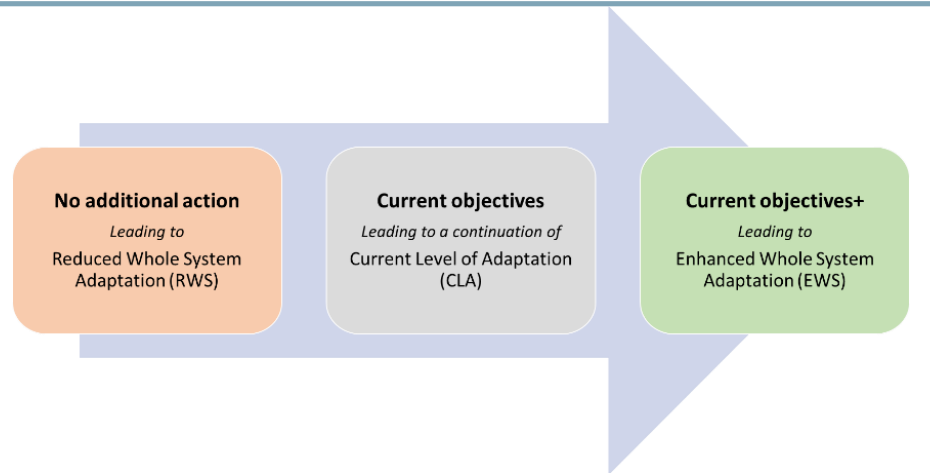 No additional action
Leading to
Reduced Whole System
Adaptation (RWS)
Current objectives
Leading to a continuation of
Current Level of Adaptation
(CLA)
Current objectives+
Leading to
Enhanced Whole System
Adaptation (EWS)